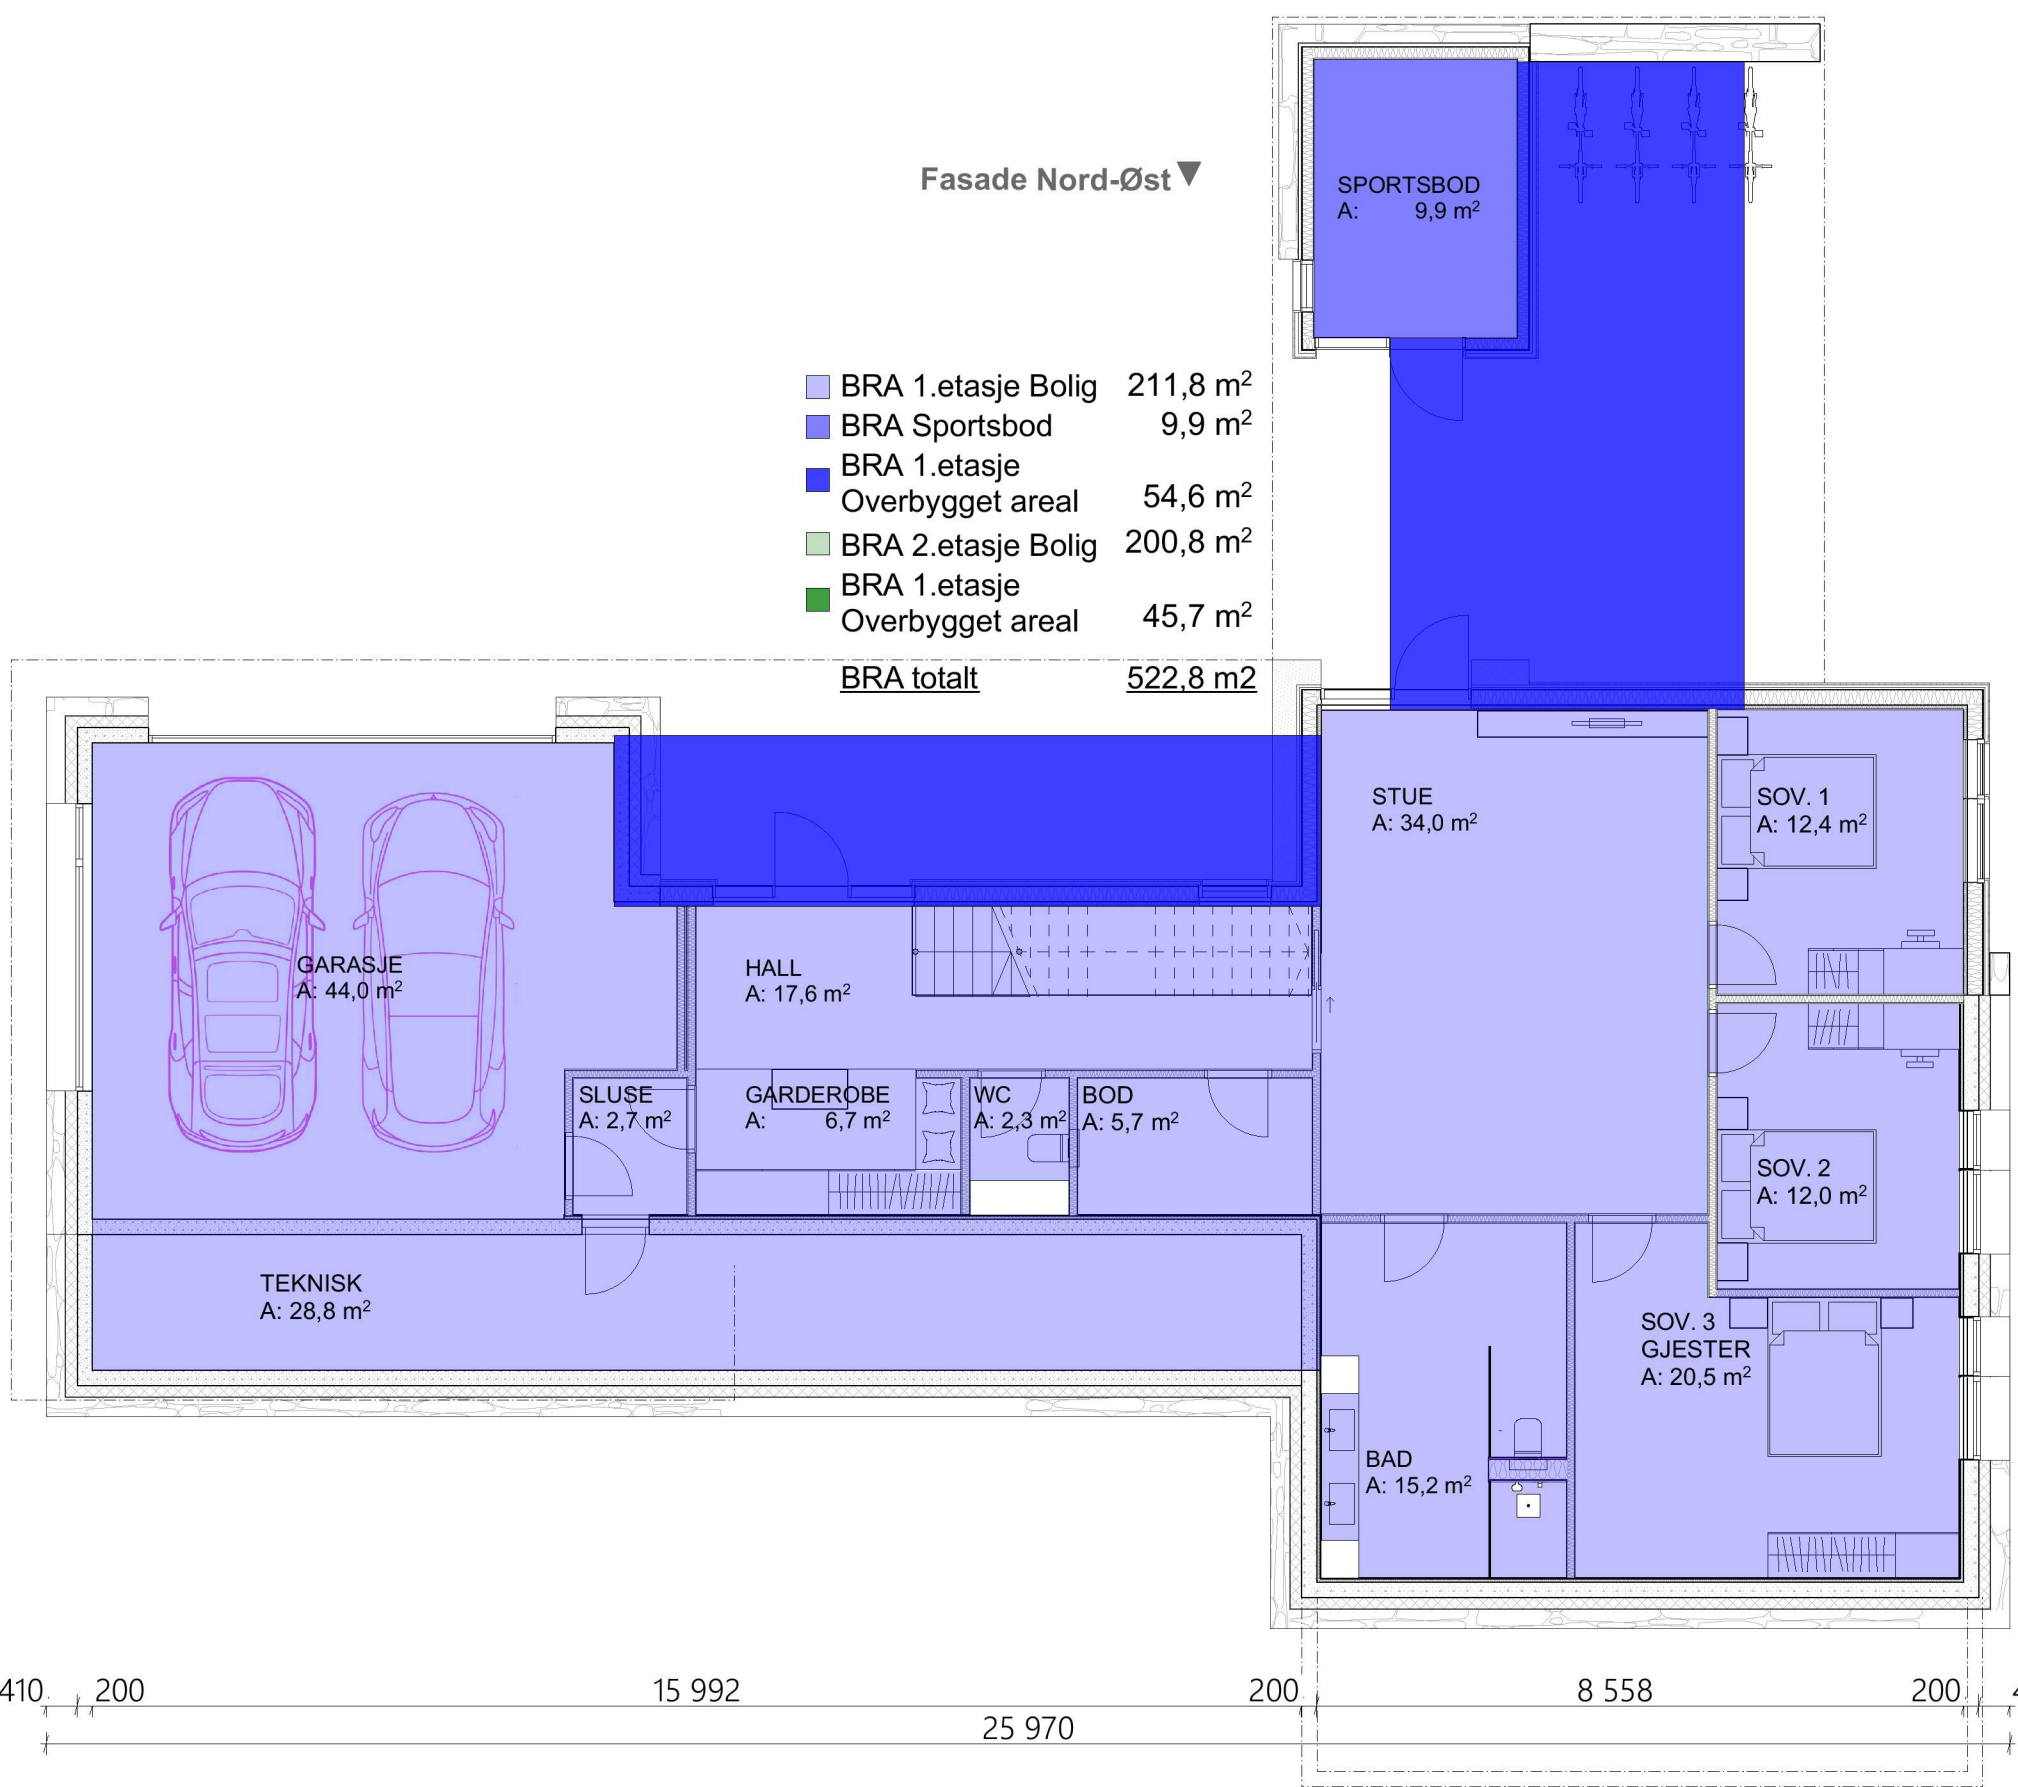 Fasade Nord-Øst
SPORTSBOD
A: 9,9 m²
BRA 1.etasje Bolig 211,8 m²
BRA Sportsbod 9,9 m²
BRA 1.etasje
Overbygget areal 54,6 m²
BRA 2.etasje Bolig 200,8 m²
BRA 1.etasje
Overbygget areal 45,7 m²
BRA totalt 522,8 m2
STUE
A: 34,0 m²
SOV. 1
A: 12,4 m²
GARASJE
A: 44,0 m²
HALL
A: 17,6 m²
SLUSE
A: 2,7 m²
GARDEROBE
A: 6,7 m²
WC
A: 2,3 m²
BOD
A: 5,7 m²
SOV. 2
A: 12,0 m²
TEKNISK
A: 28,8 m²
SOV. 3
GJESTER
A: 20,5 m²
BAD
A: 15,2 m²
410 200 15 992 200 8 558 200
25 970